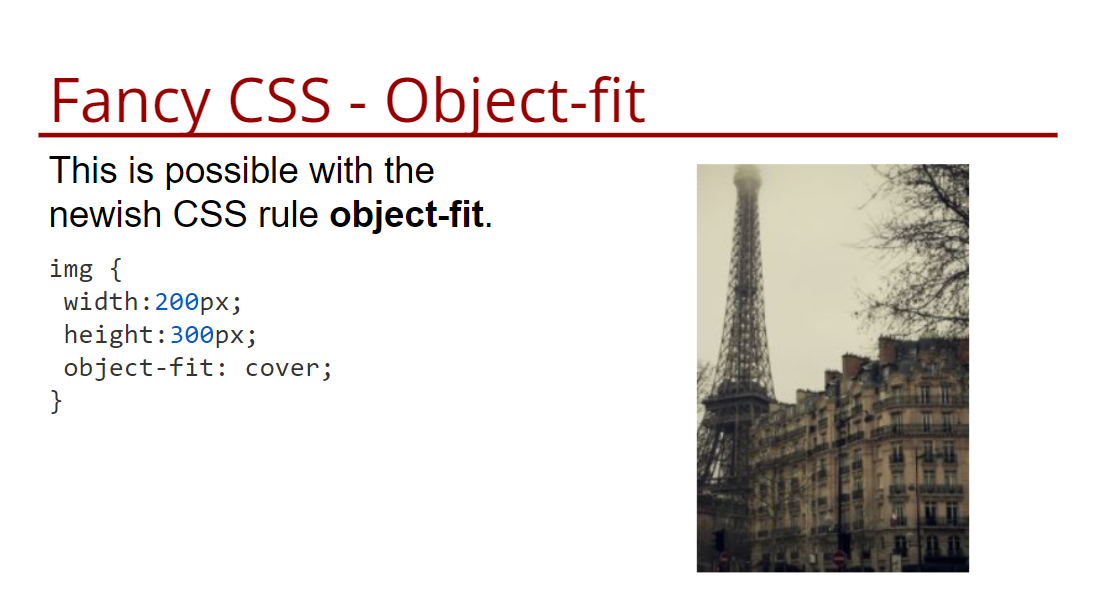 Fancy CSS - Object-fit
This is possible with the
newish CSS rule object-fit.
img {
 width:200px;
 height:300px;
 object-fit: cover;
}